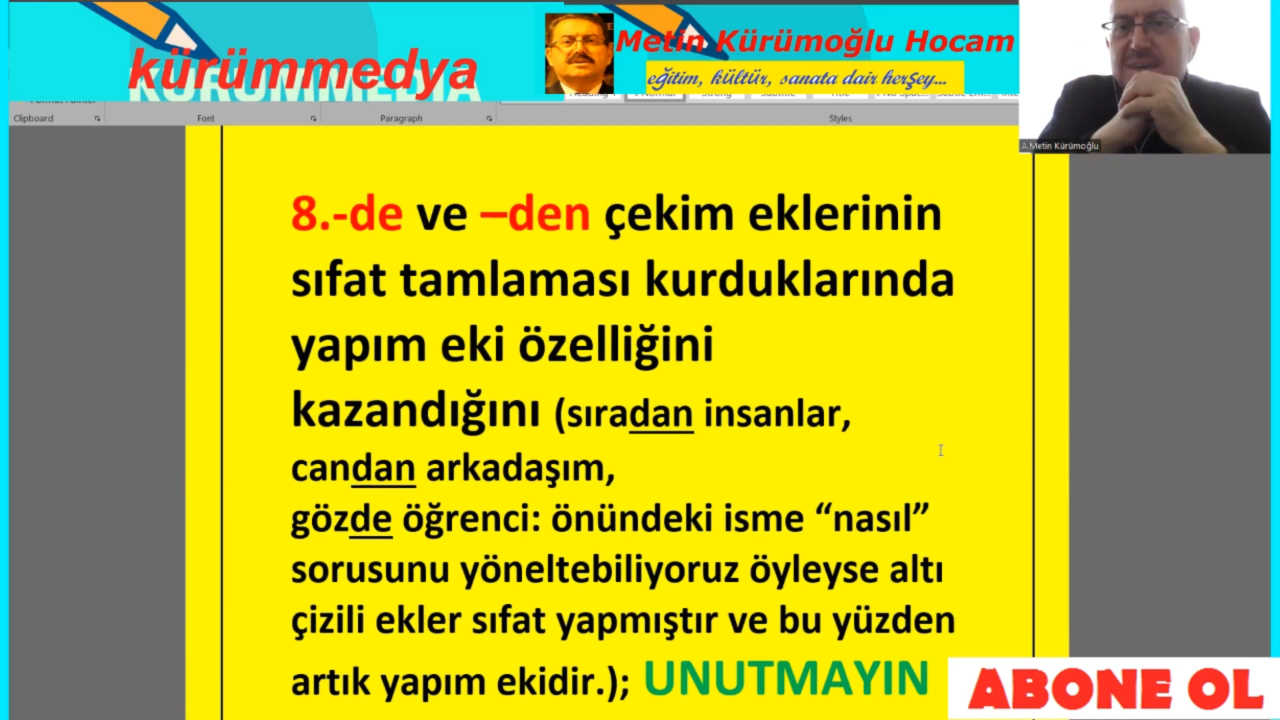 kürümmedya
KURUMMEDIA
Metin Kürümoğlu Hocam
eğitim, kültür, sanata dair herşey...
Clipboard
Font
Paragraph
Styles
A.Metin Kürümoğlu
8.-de ve –den çekim eklerinin
sıfat tamlaması kurduklarında
yapım eki özelliğini
kazandığını (sıradan insanlar,
candan arkadaşım,
gözde öğrenci: önündeki isme “nasıl”
sorusunu yöneltebiliyoruz öyleyse altı
çizili ekler sıfat yapmıştır ve bu yüzden
artık yapım ekidir.); UNUTMAYIN
ABONE OL